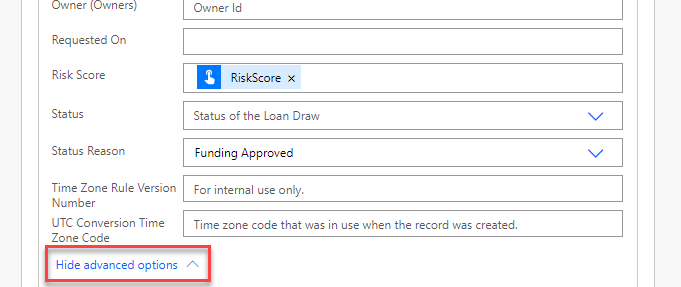 Owner (Owners) Owner Id
Requested On
Risk Score RiskScore ×
Status Status of the Loan Draw
Status Reason Funding Approved
Time Zone Rule Version For internal use only.
Number
UTC Conversion Time Time zone code that was in use when the record was created.
Zone Code
Hide advanced options